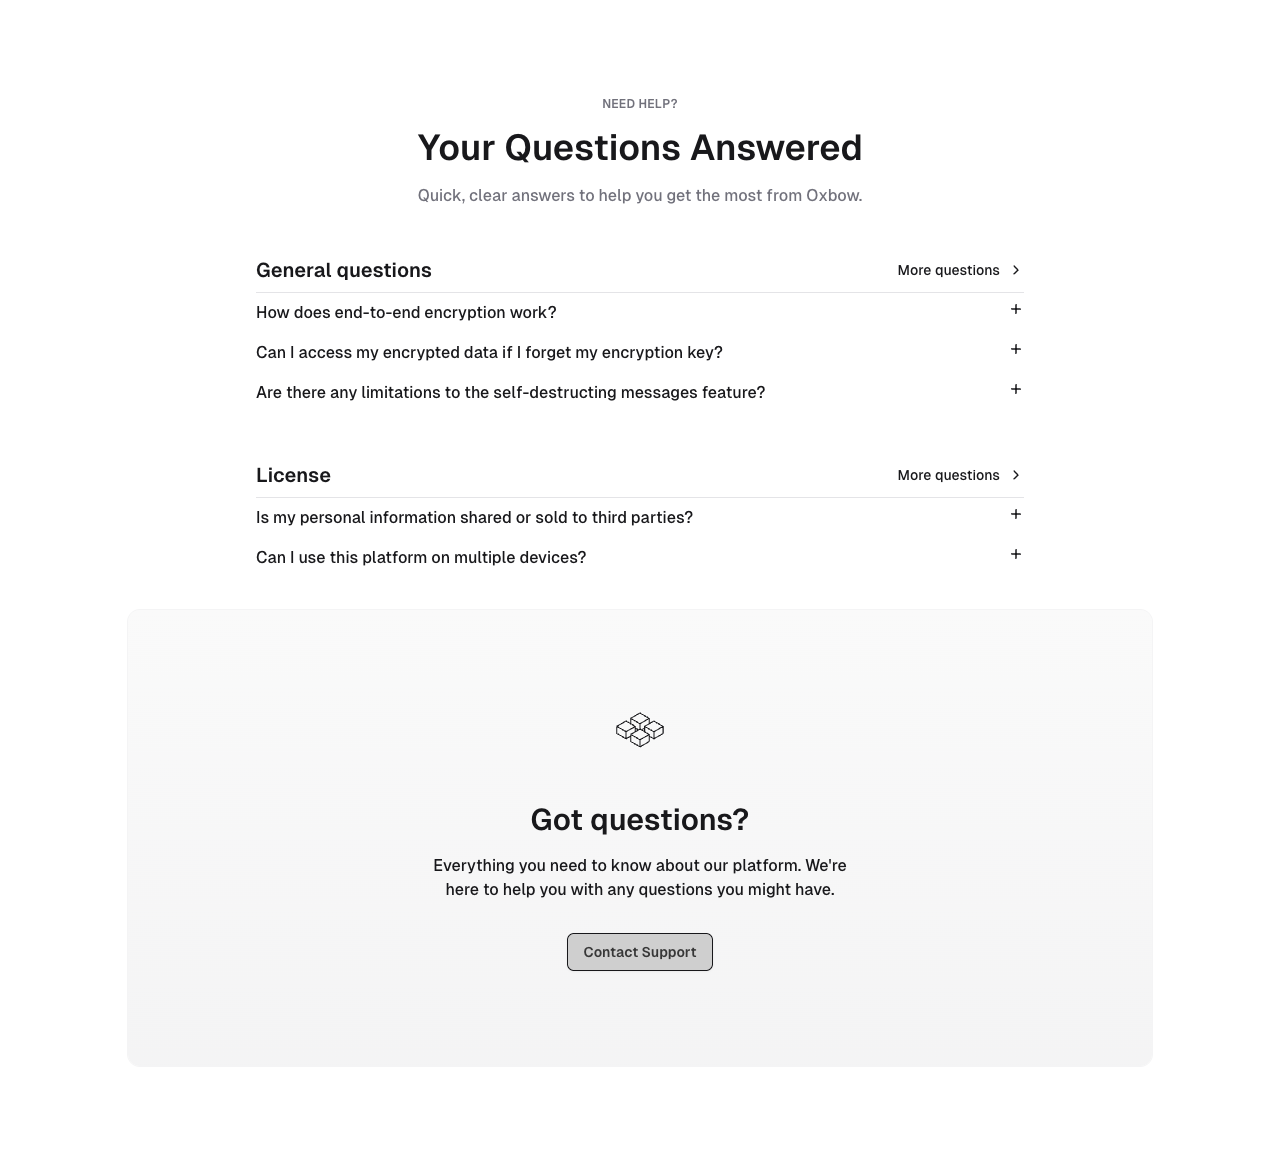 NEED HELP?
Your Questions Answered
Quick, clear answers to help you get the most from Oxbow.
General questions
More questions
How does end-to-end encryption work?
Can I access my encrypted data if I forget my encryption key?
Are there any limitations to the self-destructing messages feature?
License
More questions
Is my personal information shared or sold to third parties?
Can I use this platform on multiple devices?
Got questions?
Everything you need to know about our platform. We're
here to help you with any questions you might have.
Contact Support